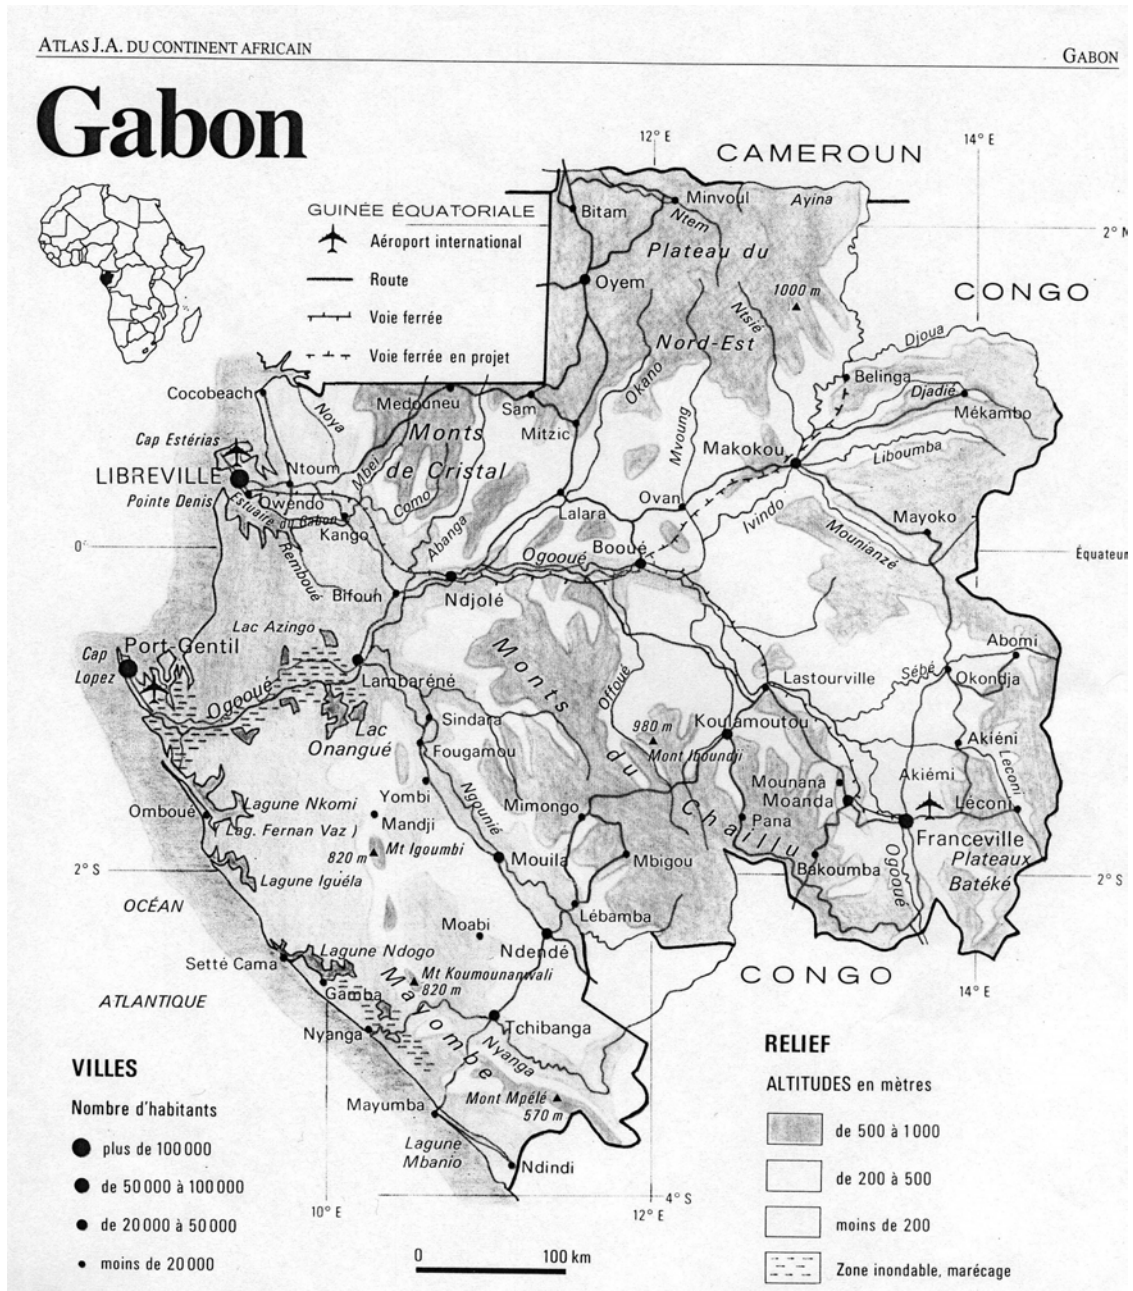 ATLAS J.A. DU CONTINENT AFRICAIN
GABON
Gabon
12° E
14° E
CAMEROUN
GUINÉE ÉQUATORIALE
Aéroport international
Route
Voie ferrée
Voie ferrée en projet
Bitam
Minvoul
Ayina
Ntem
2° N
Plateau du
Oyem
1000 m
CONGO
Ntsié
Nord-Est
Djoua
Cocobeach
Noya
Medouneu
Sam
Okano
Belinga
Djadié
Mékambo
Monts
Mitzic
Mvoung
Cap Estérias
Makokou
Liboumba
LIBREVILLE
Ntoum
Mbei
de Cristal
Pointe Denis
Owendo
Como
Ovan
Estuaire du Gabon
Kango
Lalara
Ivindo
Mayoko
Abanga
Mounianzé
0°
Remboué
Ogooué
Booué
Équateur
Bifoun
Ndjolé
Lac Azingo
Port-Gentil
Abomi
Cap
Lopez
Monts
Sébé
Ogooué
Lambaréné
Offoué
Lastourville
Okondja
Sindara
Lac
Onangué
980 m
Koulamoutou
Fougamou
Mont Iboundji
Akiéni
du
Leconi
Akiémi
Mounana
Yombi
Ngounié
Mimongo
Moanda
Léconi
Omboué
Lagune Nkomi
Mandji
Chaillu
Pana
Lag. Fernan Vaz )
Franceville
820 m
Mt Igoumbi
Mouila
Mbigou
Bakoumba
Plateaux
Batéké
Ogooué
2° S
2° S
Lagune Iguéla
OCÉAN
Lébamba
Moabi
Lagune Ndogo
Ndendé
Setté Cama
Mt Koumounanwali
820 m
CONGO
ATLANTIQUE
Gamba
Mayombe
14° E
Nyanga
Tchibanga
Nyanga
Mont Mpélé
570 m
Mayumba
Lagune
Mbanio
Ndindi
4° S
10° E
12° E
VILLES
Nombre d'habitants
plus de 100 000
de 50 000 à 100 000
de 20 000 à 50 000
moins de 20 000
0
100 km
RELIEF
ALTITUDES en mètres
de 500 à 1000
de 200 à 500
moins de 200
Zone inondable, marécage